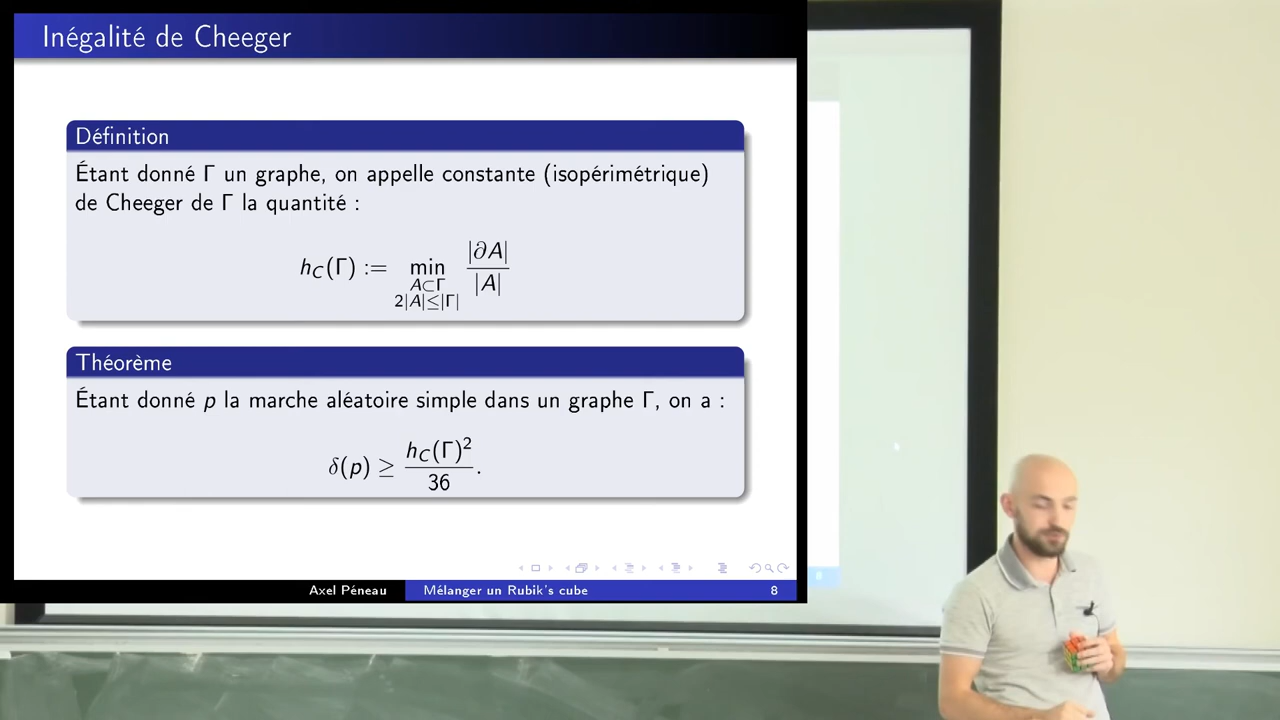 Inégalité de Cheeger
Définition
Étant donné Γ un graphe, on appelle constante (isopérimétrique)
de Cheeger de Γ la quantité :
h_C(Γ) := min_{A⊂Γ, 2|A|≤|Γ|} |∂A| / |A|
Théorème
Étant donné p la marche aléatoire simple dans un graphe Γ, on a :
δ(p) ≥ h_C(Γ)² / 36.
Axel Péneau
Mélanger un Rubik's cube
8
8